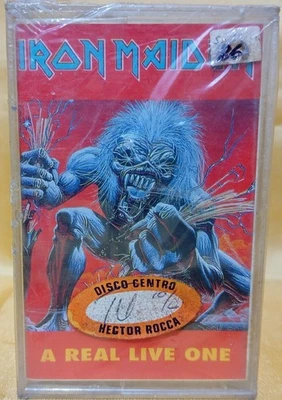 IRON MAIDEN
DISCO CENTRO
HECTOR ROCCA
A REAL LIVE ONE